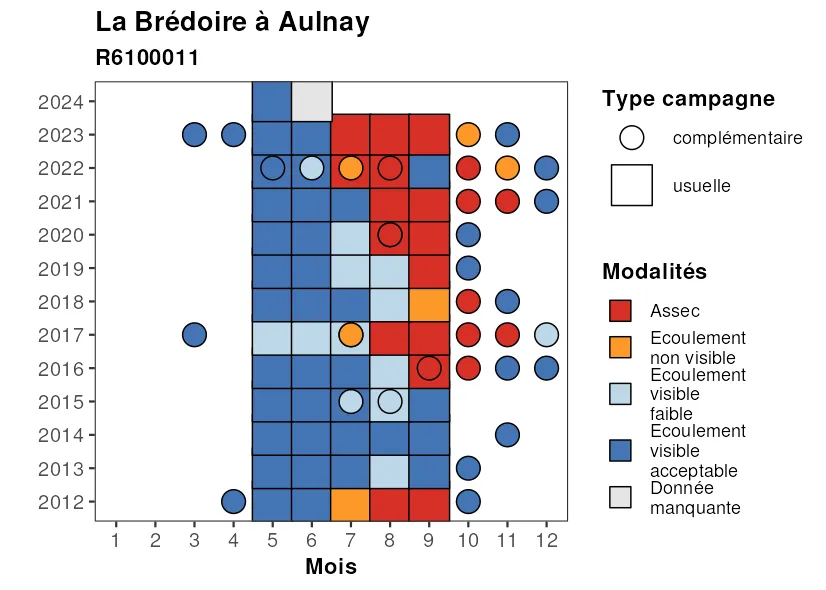 La Brédoire à Aulnay
R6100011
2024
2023
2022
2021
2020
2019
2018
2017
2016
2015
2014
2013
2012
1 2 3 4 5 6 7 8 9 10 11 12
Mois
Type campagne
complémentaire
usuelle
Modalités
Assec
Ecoulement
non visible
Ecoulement
visible
faible
Ecoulement
visible
acceptable
Donnée
manquante